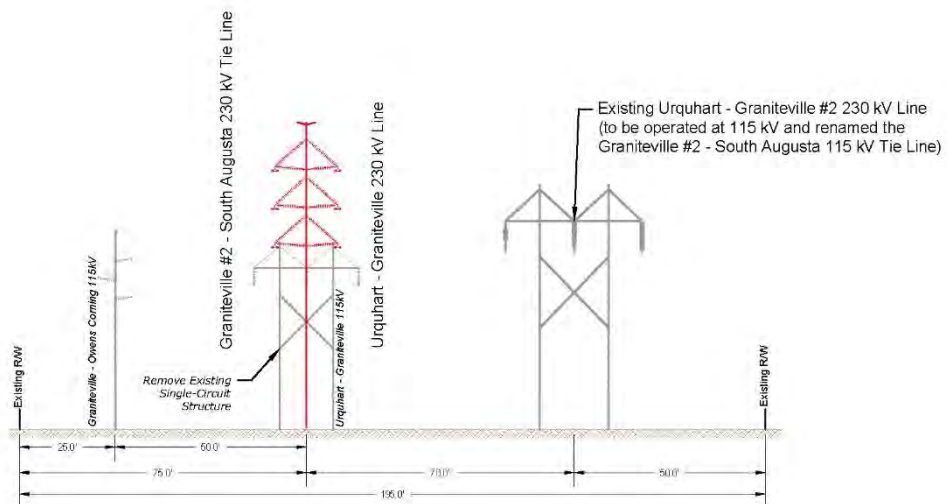 Graniteville #2 - South Augusta 230 kV Tie Line
Urquhart - Graniteville 230 kV Line
Existing Urquhart - Graniteville #2 230 kV Line
(to be operated at 115 kV and renamed the
Graniteville #2 - South Augusta 115 kV Tie Line)
Existing R/W
Graniteville - Owens Corning 115kV
Remove Existing
Single-Circuit
Structure
Urquhart - Graniteville 115kV
Existing R/W
25.0'
50.0'
75.0'
70.0'
50.0'
195.0'